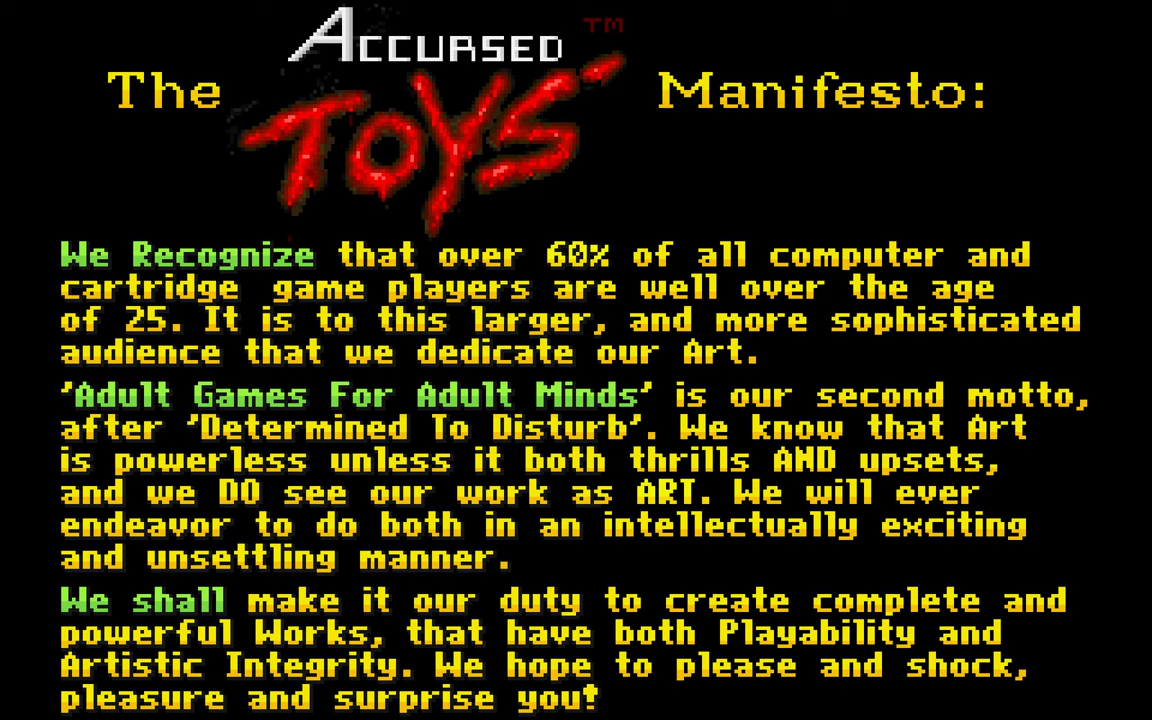 The Accursed Toys™ Manifesto:
We Recognize that over 60% of all computer and
cartridge game players are well over the age
of 25. It is to this larger, and more sophisticated
audience that we dedicate our Art.
'Adult Games For Adult Minds' is our second motto,
after 'Determined To Disturb'. We know that Art
is powerless unless it both thrills AND upsets,
and we DO see our work as ART. We will ever
endeavor to do both in an intellectually exciting
and unsettling manner.
We shall make it our duty to create complete and
powerful Works, that have both Playability and
Artistic Integrity. We hope to please and shock,
pleasure and surprise you!